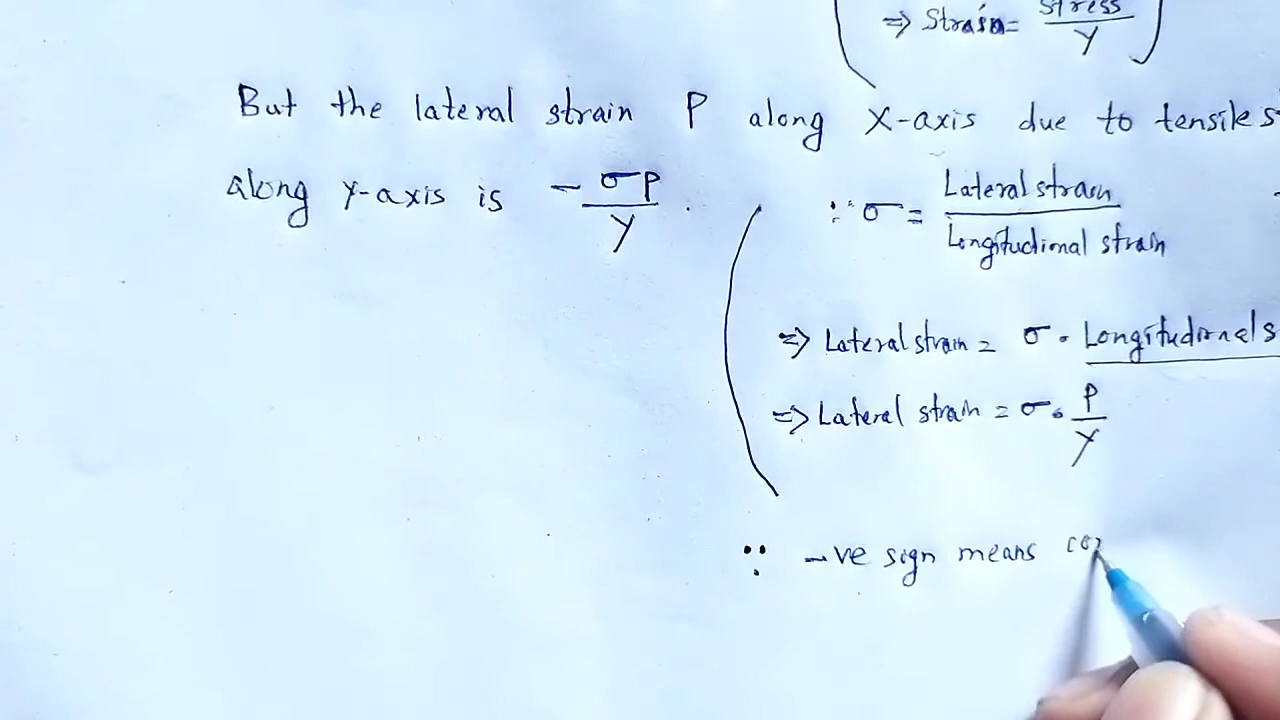 ⇒ Strain = stress / Y
But the lateral strain P along X-axis due to tensile s
along Y-axis is - σP / Y .
∵ σ = Lateral strain / Longitudional strain
⇒ Lateral strain = σ . Longitudional s
⇒ Lateral strain = σ . P / Y
∵ -ve sign means co